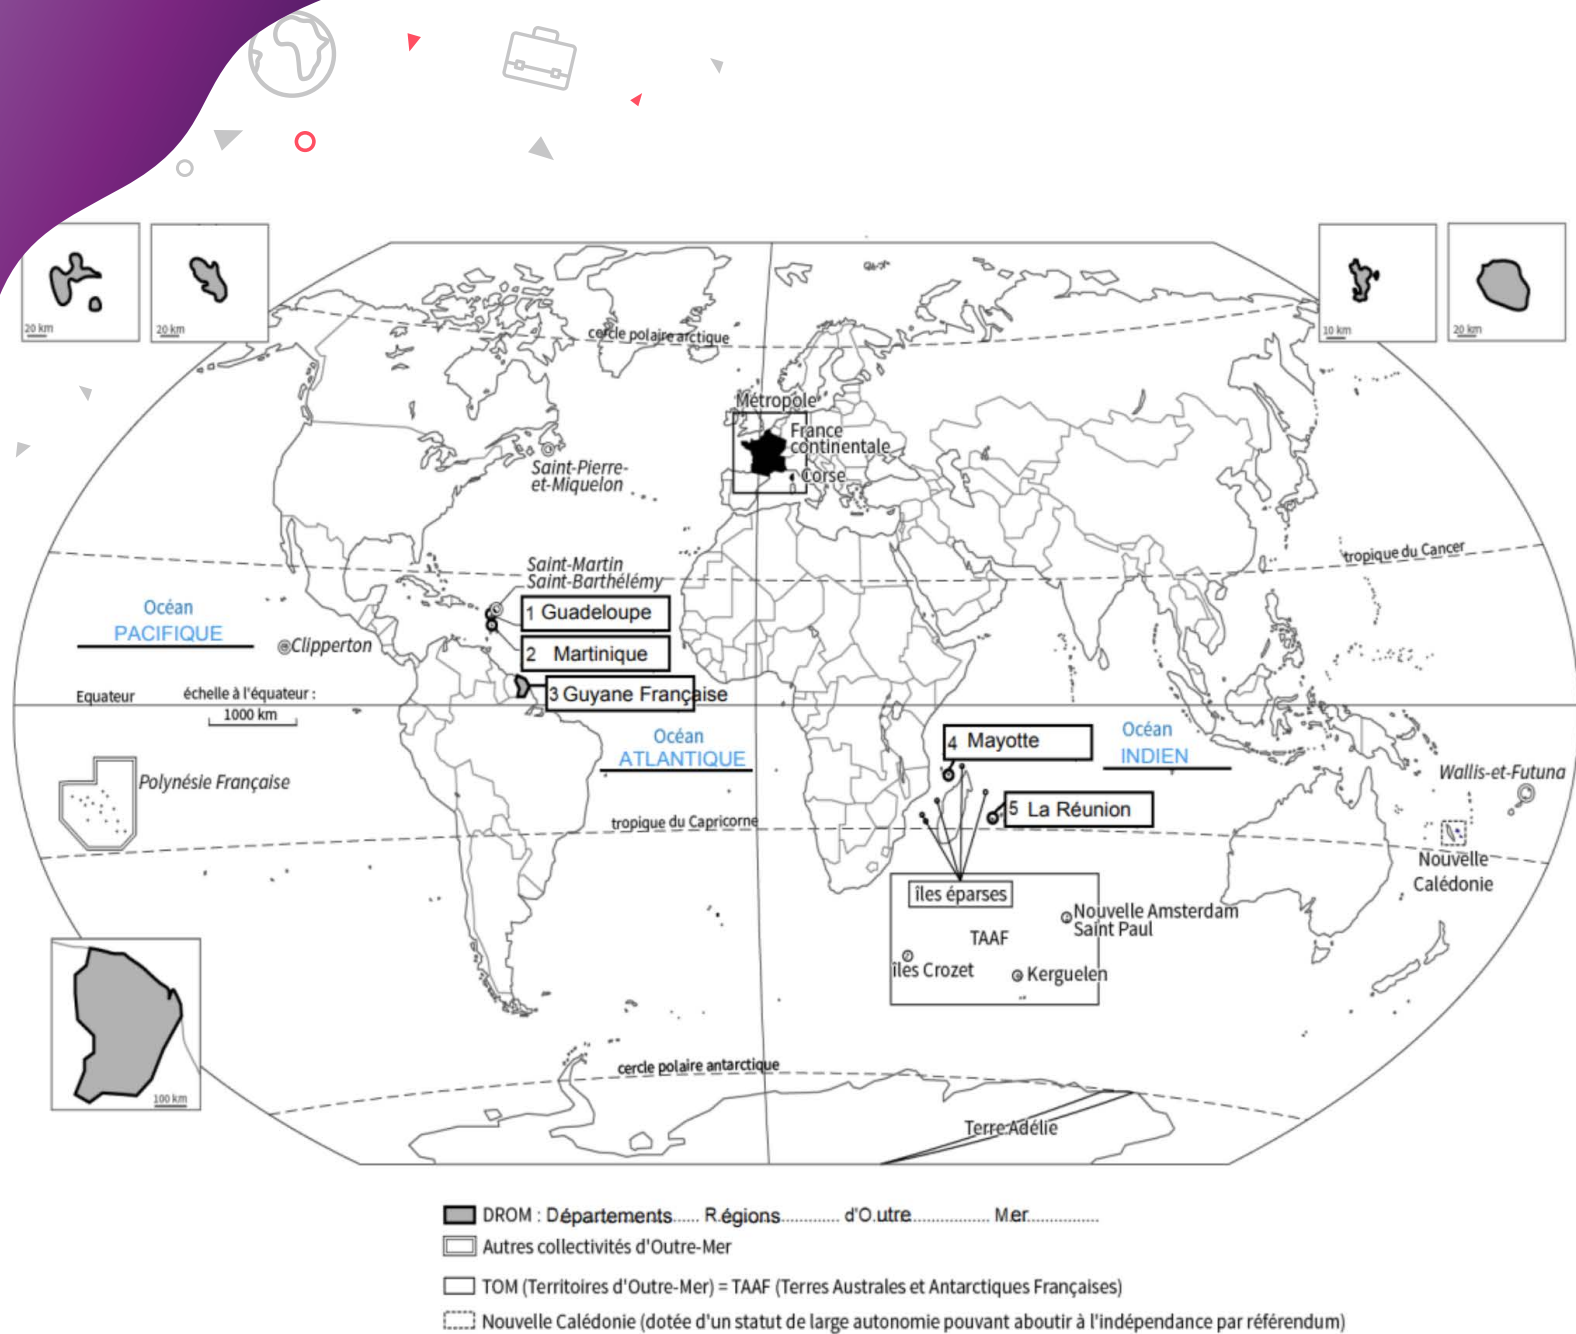 20 km
20 km
10 km
20 km
cercle polaire arctique
Métropole
France
continentale
Corse
Saint-Pierre-
et-Miquelon
tropique du Cancer
Saint-Martin
Saint-Barthélémy
Océan
PACIFIQUE
1 Guadeloupe
Clipperton
2 Martinique
3 Guyane Française
Equateur
échelle à l'équateur :
1000 km
Océan
ATLANTIQUE
4 Mayotte
Océan
INDIEN
Polynésie Française
Wallis-et-Futuna
5 La Réunion
tropique du Capricorne
Nouvelle
Calédonie
îles éparses
Nouvelle Amsterdam
Saint Paul
TAAF
îles Crozet
Kerguelen
100 km
cercle polaire antarctique
Terre Adélie
DROM : Départements...... Régions............ d'O.utre................ Mer...............
Autres collectivités d'Outre-Mer
TOM (Territoires d'Outre-Mer) = TAAF (Terres Australes et Antarctiques Françaises)
Nouvelle Calédonie (dotée d'un statut de large autonomie pouvant aboutir à l'indépendance par référendum)